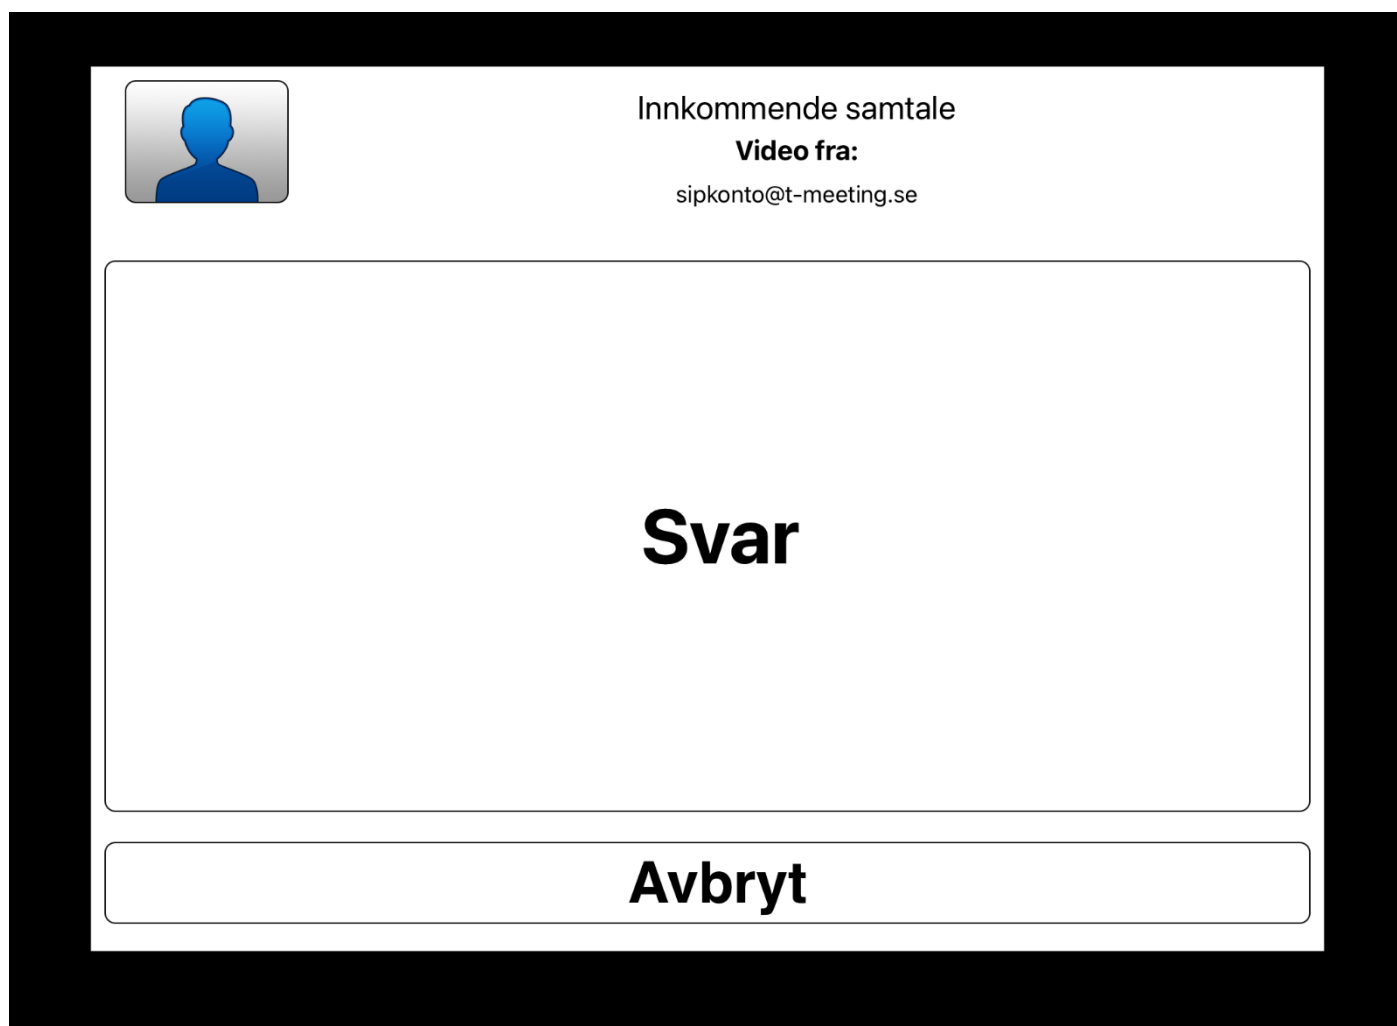 Innkommende samtale
Video fra:
sipkonto@t-meeting.se
Svar
Avbryt